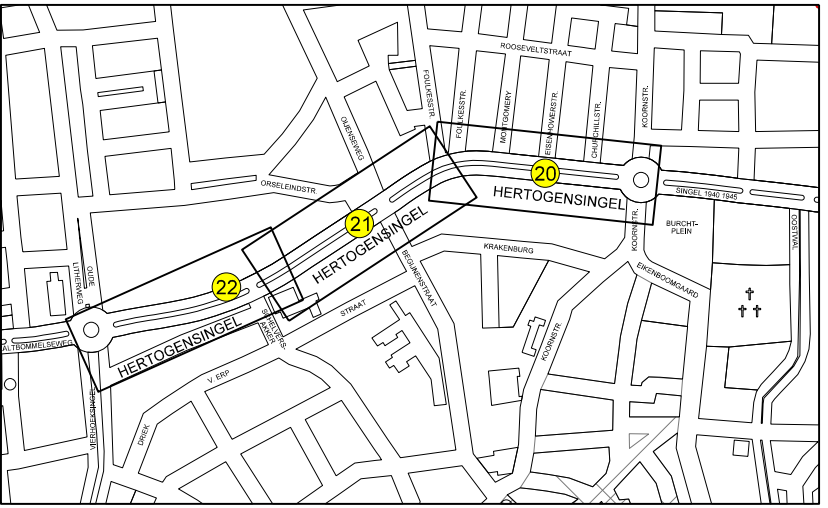 ROOSEVELTSTRAAT
FOULKESSTR.
FOULKESSTR.
MONTGOMERY
EISENHOWERSTR.
CHURCHILLSTR.
KOORNSTR.
OIJENSEWEG
ORSELEINDSTR.
20
HERTOGENSINGEL
SINGEL 1940 1945
OOSTWAL
21
HERTOGENSINGEL
KOORNSTR.
BURCHT-
PLEIN
KRAKENBURG
EIKENBOOMGAARD
BEGIJNENSTRAAT
OUDE
LITHERWEG
22
HERTOGENSINGEL
STRAAT
KOORNSTR.
ALTBOMMELSEWEG
V. ERP
DRIEK
VIERHOEKSINGEL